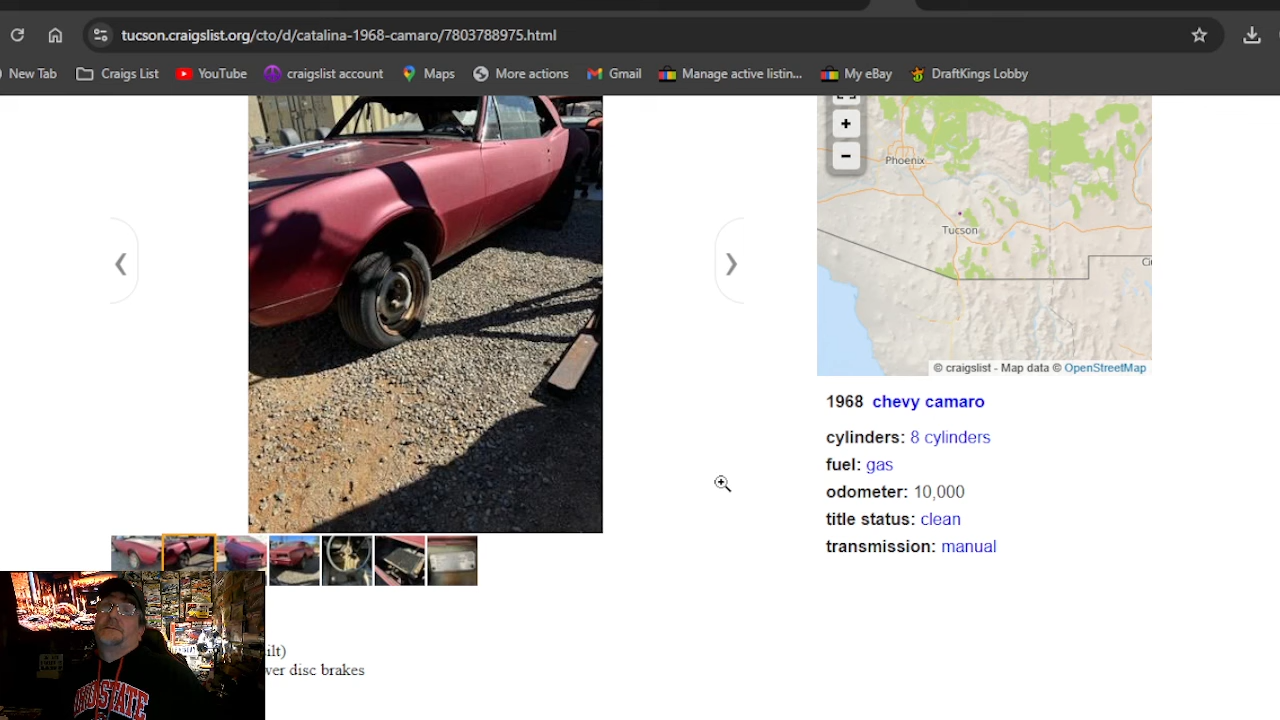 tucson.craigslist.org/cto/d/catalina-1968-camaro/7803788975.html
New Tab
Craigs List
YouTube
craigslist account
Maps
More actions
Gmail
Manage active listin...
My eBay
DraftKings Lobby
+
−
Phoenix
Tucson
Ci
© craigslist - Map data © OpenStreetMap
1968 chevy camaro
cylinders: 8 cylinders
fuel: gas
odometer: 10,000
title status: clean
transmission: manual
ilt)
ver disc brakes
STATE